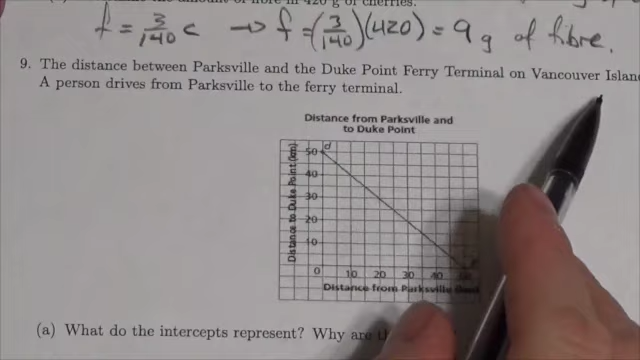 f = 3/140 c → f = (3/140)(420) = 9 g of fibre.
9. The distance between Parksville and the Duke Point Ferry Terminal on Vancouver Island
A person drives from Parksville to the ferry terminal.
Distance from Parksville and
to Duke Point
Distance to Duke Point (km)
50
d
40
30
20
10
0
10
20
30
40
Distance from Parksville
(a) What do the intercepts represent? Why are